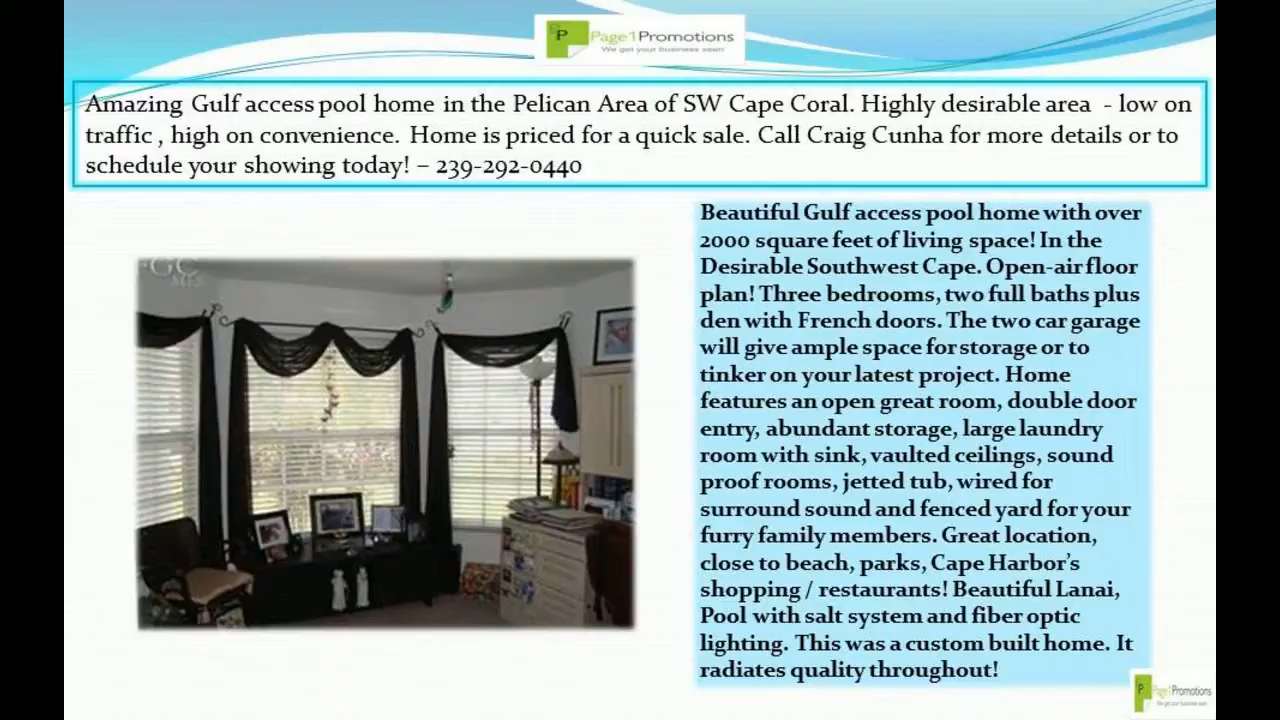 Page1Promotions
We get your business seen
Amazing Gulf access pool home in the Pelican Area of SW Cape Coral. Highly desirable area - low on
traffic , high on convenience. Home is priced for a quick sale. Call Craig Cunha for more details or to
schedule your showing today! – 239-292-0440
Beautiful Gulf access pool home with over
2000 square feet of living space! In the
Desirable Southwest Cape. Open-air floor
plan! Three bedrooms, two full baths plus
den with French doors. The two car garage
will give ample space for storage or to
tinker on your latest project. Home
features an open great room, double door
entry, abundant storage, large laundry
room with sink, vaulted ceilings, sound
proof rooms, jetted tub, wired for
surround sound and fenced yard for your
furry family members. Great location,
close to beach, parks, Cape Harbor's
shopping / restaurants! Beautiful Lanai,
Pool with salt system and fiber optic
lighting. This was a custom built home. It
radiates quality throughout!
Page1Promotions
We get your business seen